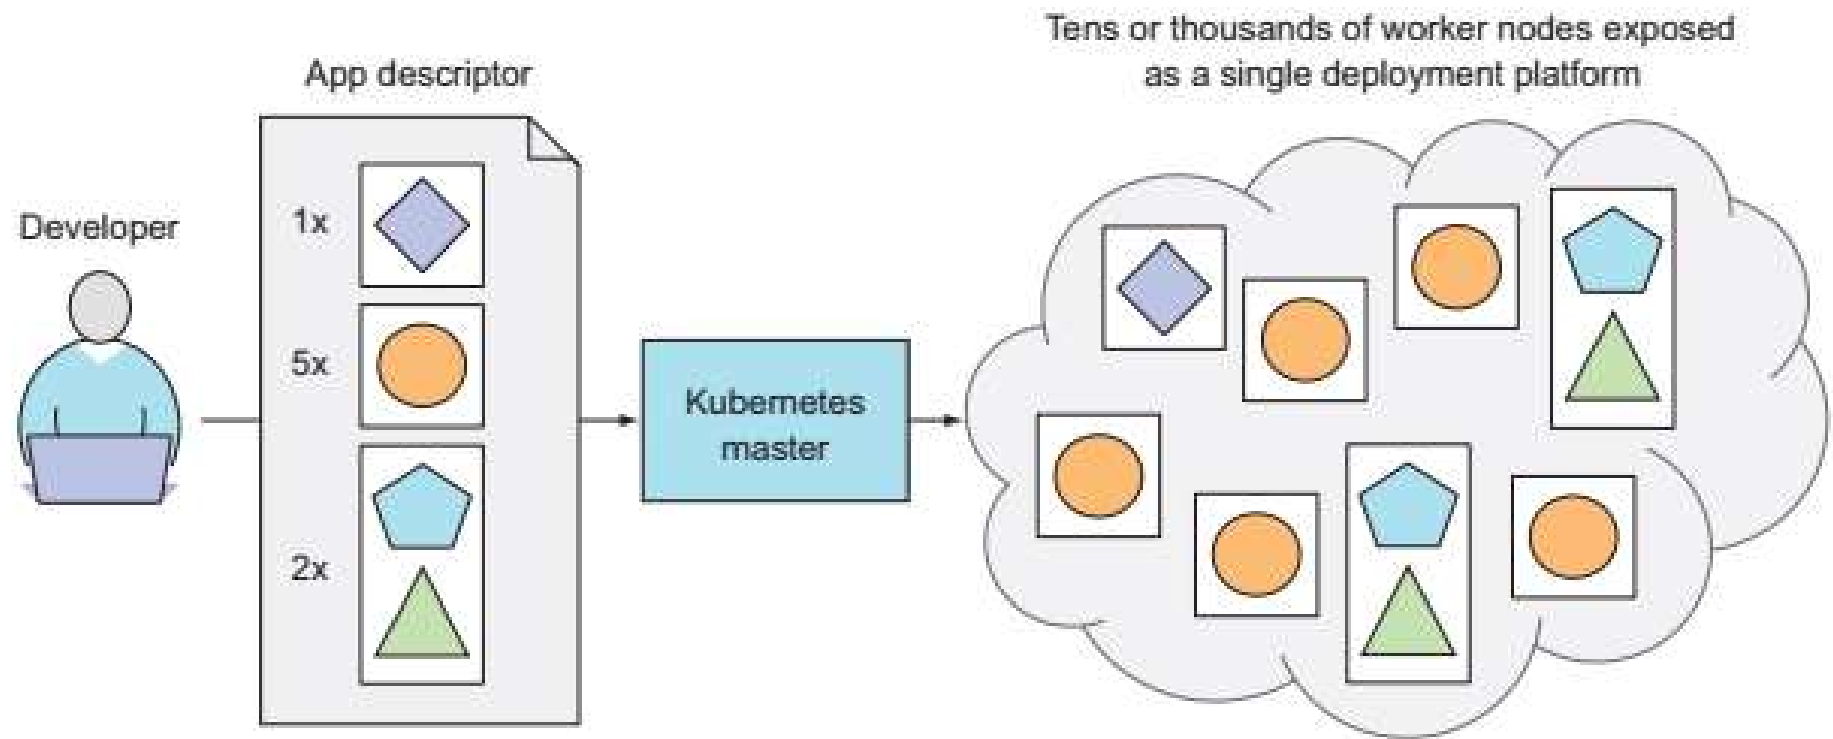 Tens or thousands of worker nodes exposed
as a single deployment platform
App descriptor
Developer
1x
5x
2x
Kubernetes
master